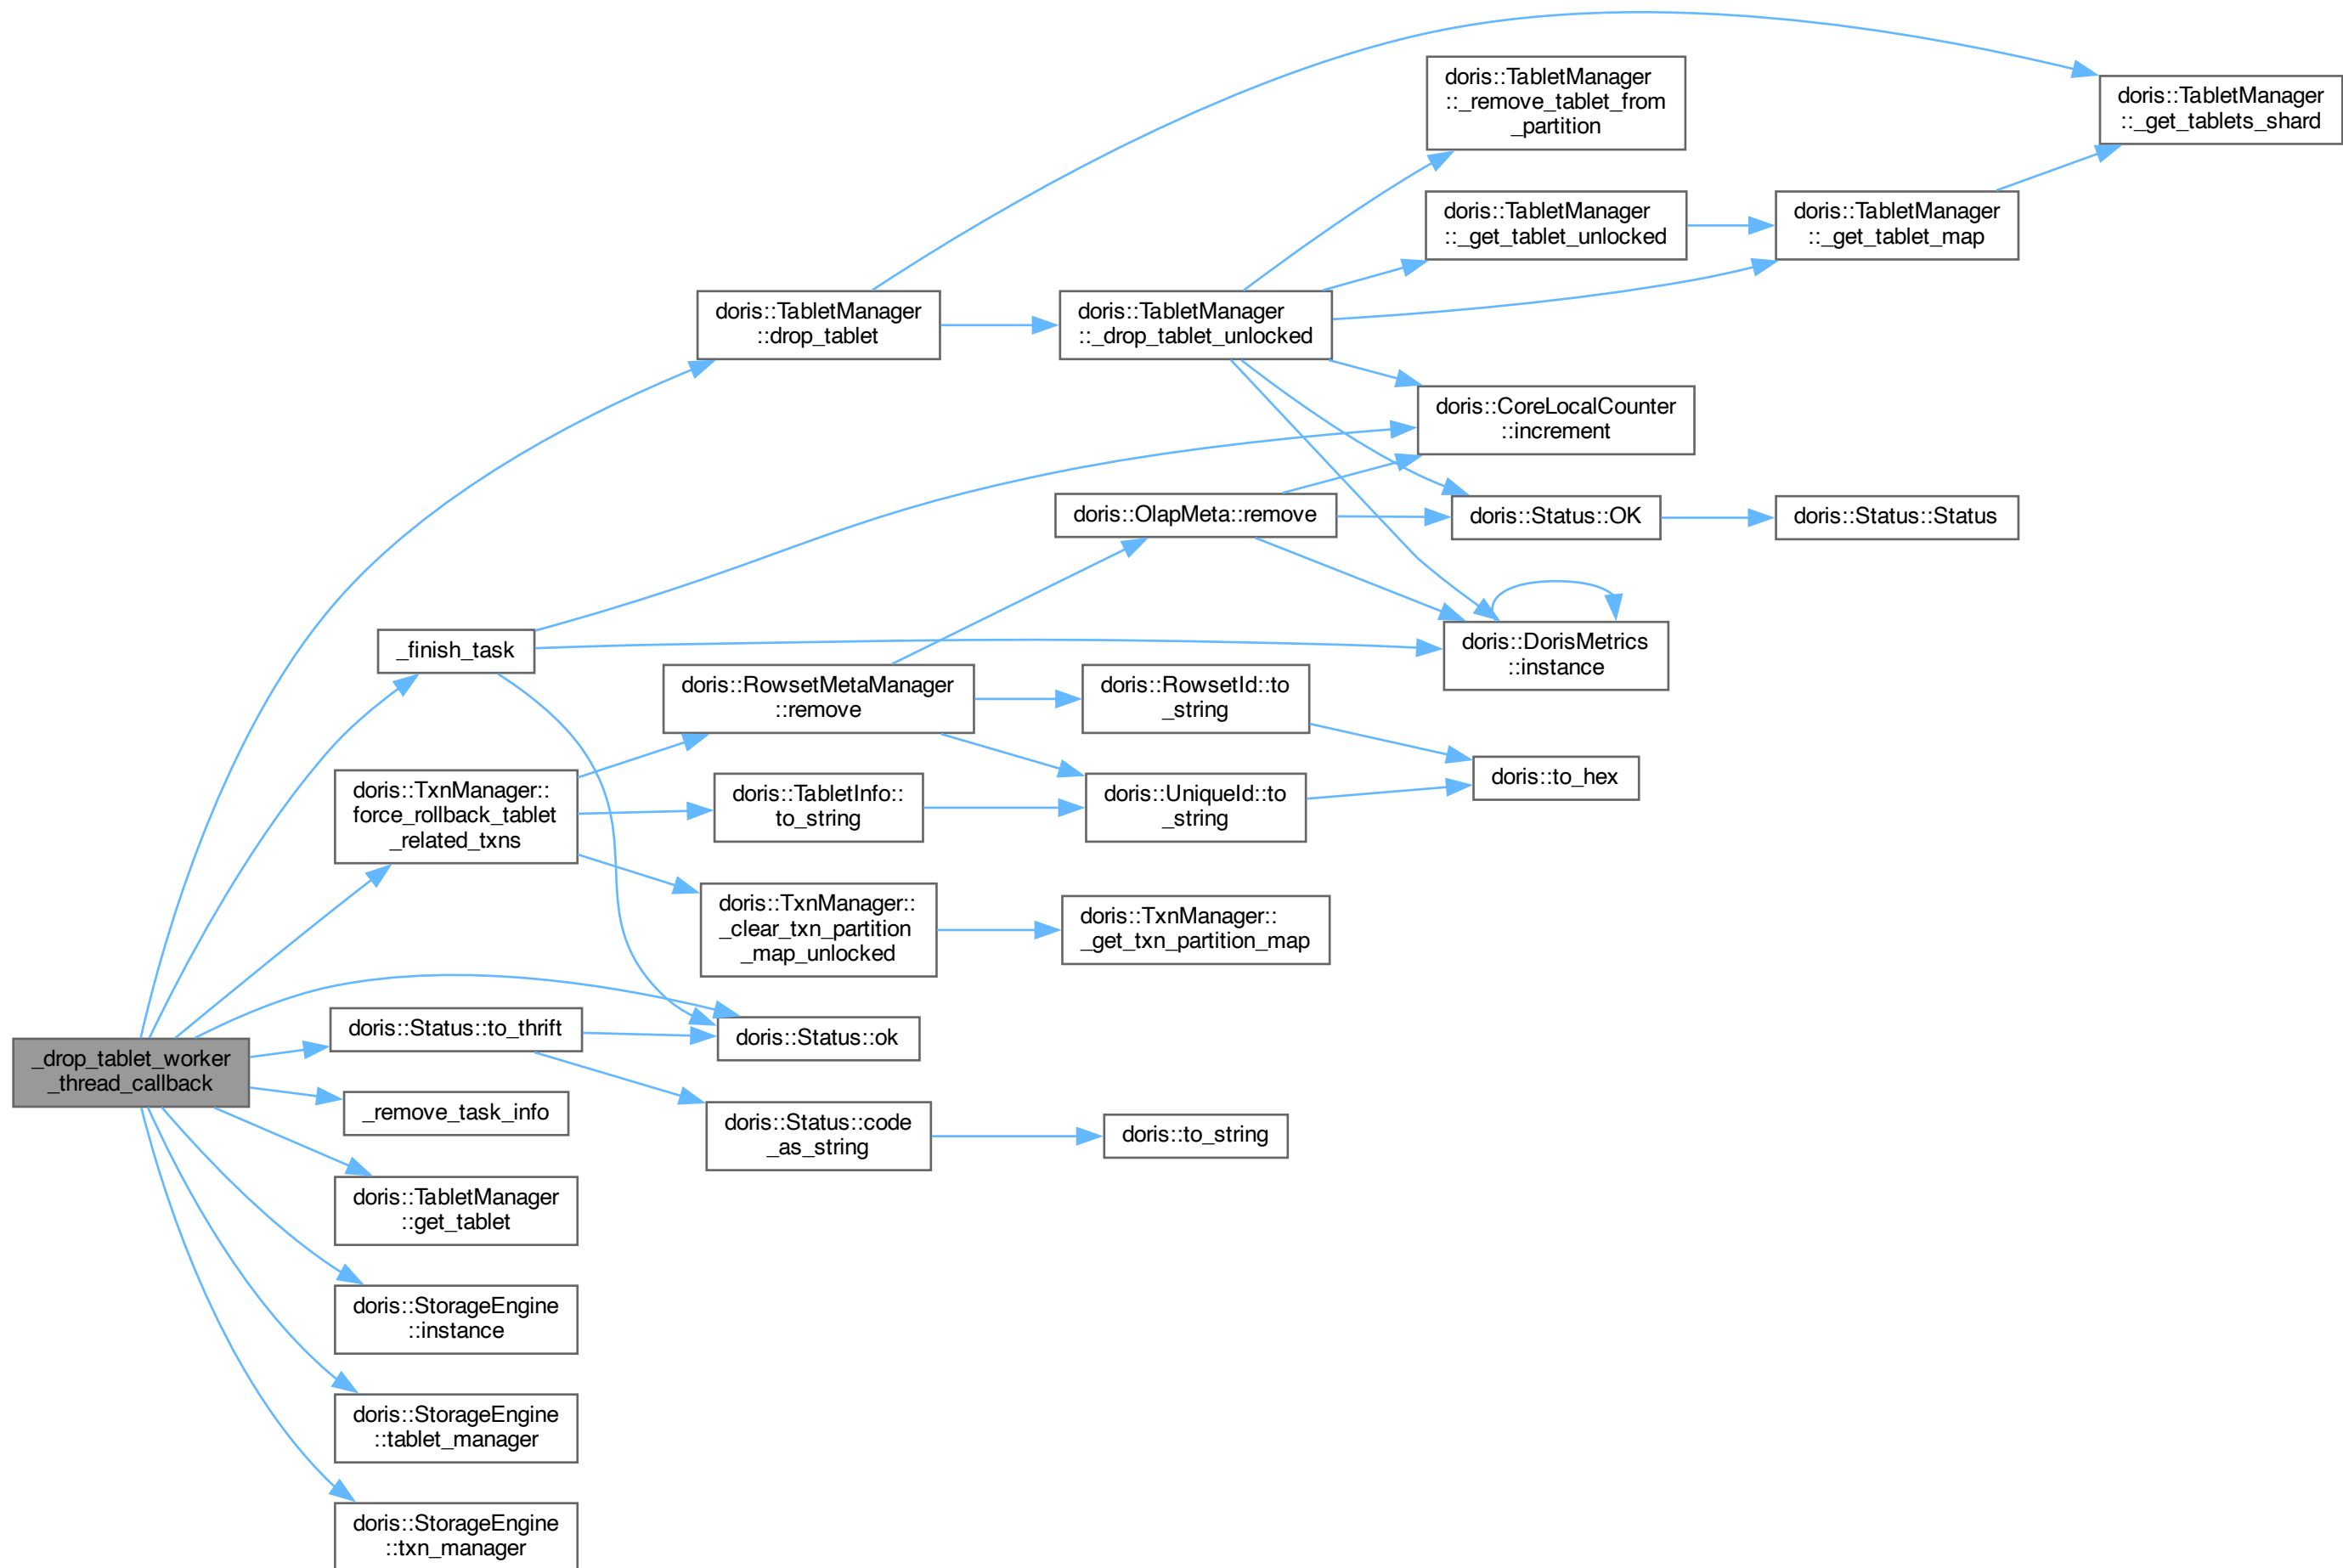 doris::TabletManager
::_remove_tablet_from
_partition
doris::TabletManager
::_get_tablets_shard
doris::TabletManager
::_get_tablet_unlocked
doris::TabletManager
::_get_tablet_map
doris::TabletManager
::drop_tablet
doris::TabletManager
::_drop_tablet_unlocked
doris::CoreLocalCounter
::increment
doris::OlapMeta::remove
doris::Status::OK
doris::Status::Status
_finish_task
doris::DorisMetrics
::instance
doris::RowsetMetaManager
::remove
doris::RowsetId::to
_string
doris::to_hex
doris::TxnManager::
force_rollback_tablet
_related_txns
doris::TabletInfo::
to_string
doris::UniqueId::to
_string
doris::TxnManager::
_clear_txn_partition
_map_unlocked
doris::TxnManager::
_get_txn_partition_map
doris::Status::to_thrift
doris::Status::ok
_drop_tablet_worker
_thread_callback
_remove_task_info
doris::Status::code
_as_string
doris::to_string
doris::TabletManager
::get_tablet
doris::StorageEngine
::instance
doris::StorageEngine
::tablet_manager
doris::StorageEngine
::txn_manager